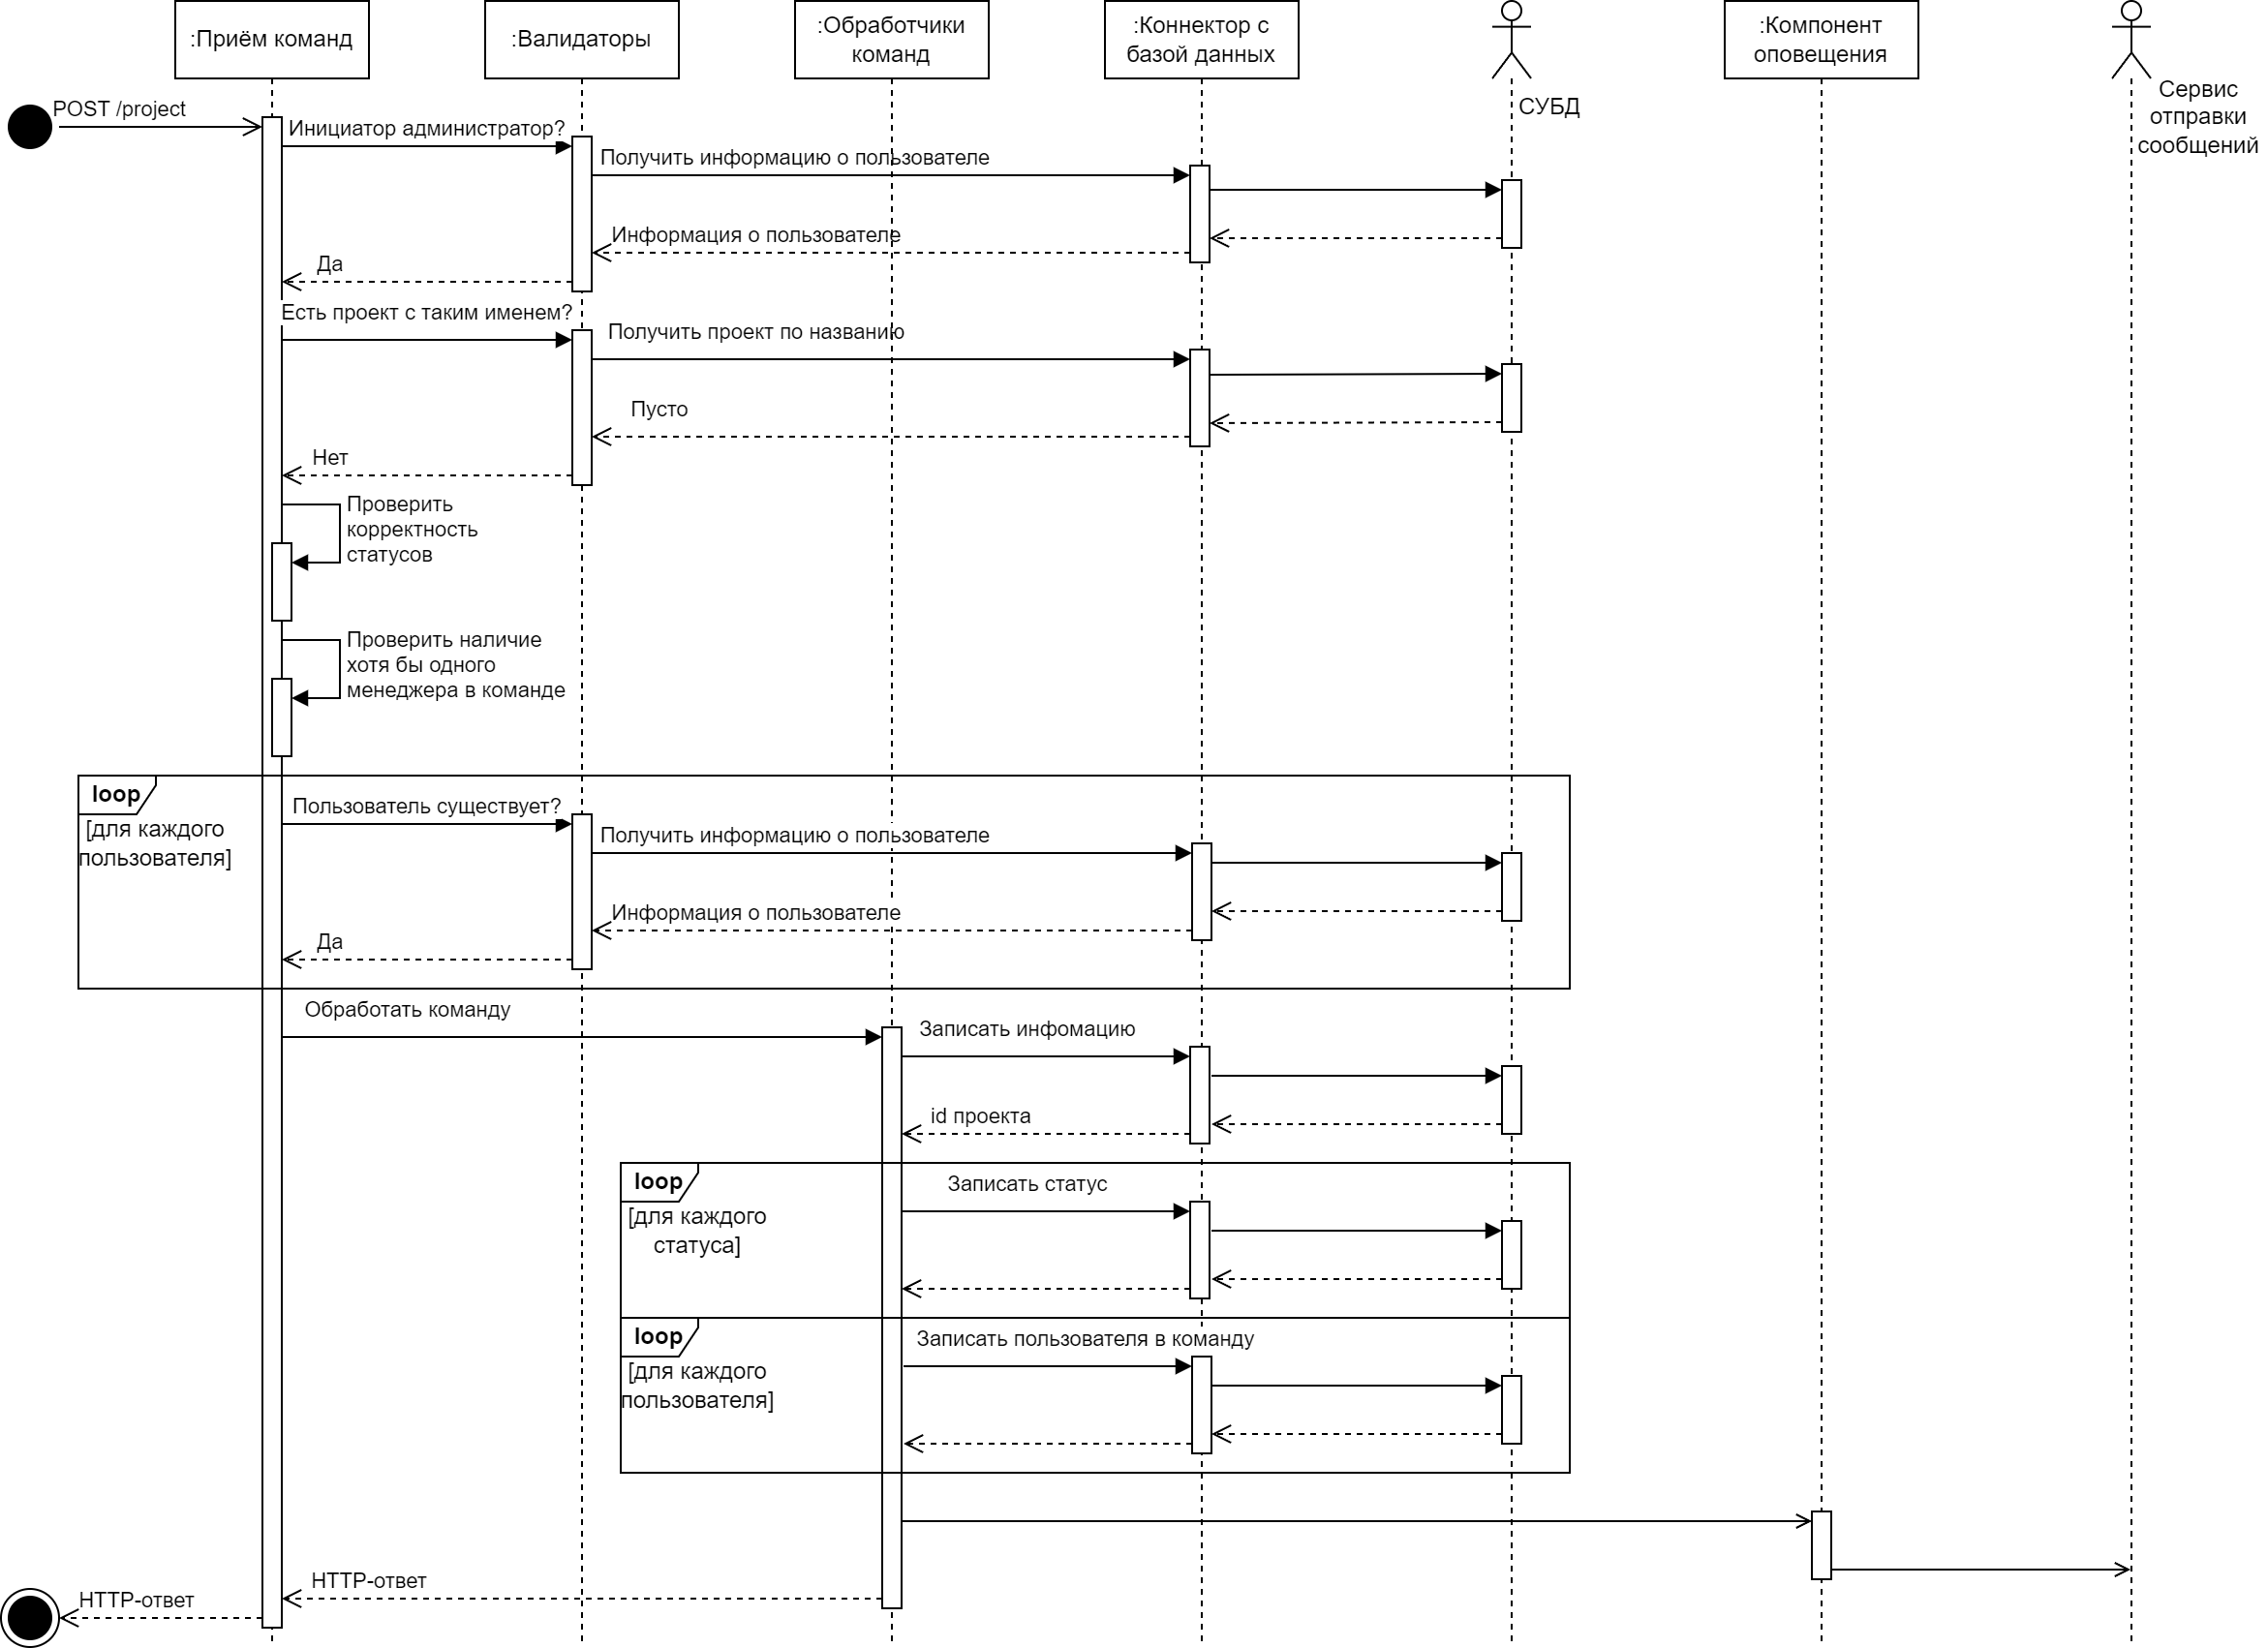 :Приём команд
:Валидаторы
:Обработчики
команд
:Коннектор с
базой данных
СУБД
:Компонент
оповещения
Сервис
отправки
сообщений
POST /project
Инициатор администратор?
Получить информацию о пользователе
Информация о пользователе
Да
Есть проект с таким именем?
Получить проект по названию
Пусто
Нет
Проверить
корректность
статусов
Проверить наличие
хотя бы одного
менеджера в команде
loop
[для каждого
пользователя]
Пользователь существует?
Получить информацию о пользователе
Информация о пользователе
Да
Обработать команду
Записать инфомацию
id проекта
loop
[для каждого
статуса]
Записать статус
loop
[для каждого
пользователя]
Записать пользователя в команду
HTTP-ответ
HTTP-ответ